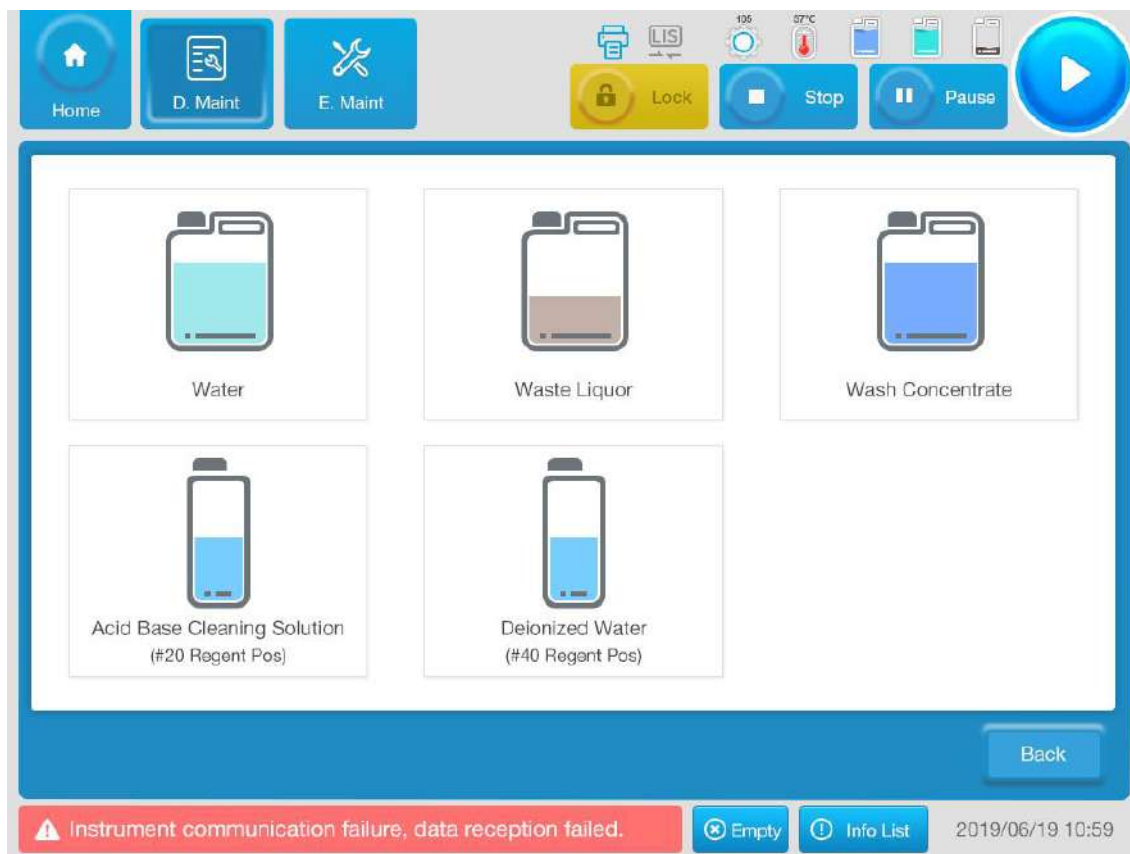 Home
D. Maint
E. Maint
LIS
105
37°C
Lock
Stop
Pause
Water
Waste Liquor
Wash Concentrate
Acid Base Cleaning Solution
(#20 Regent Pos)
Deionized Water
(#40 Regent Pos)
Back
Instrument communication failure, data reception failed.
Empty
Info List
2019/06/19 10:59